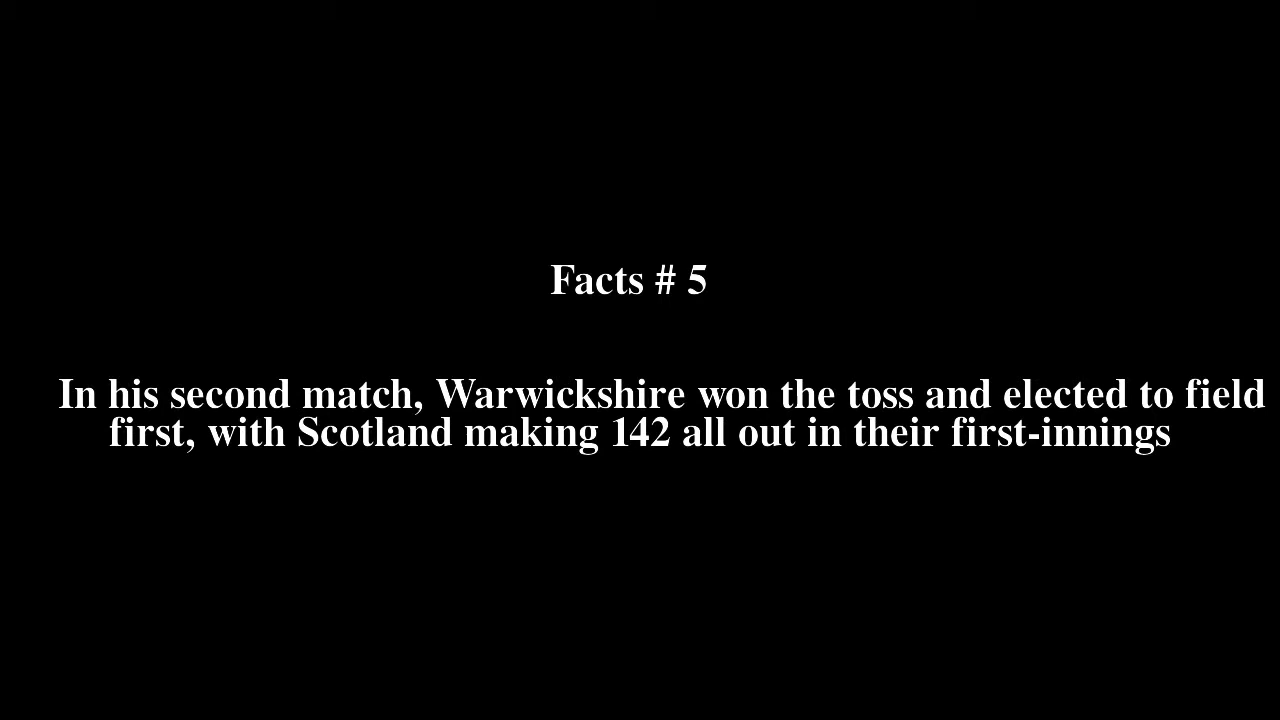 Facts # 5
In his second match, Warwickshire won the toss and elected to field
first, with Scotland making 142 all out in their first-innings